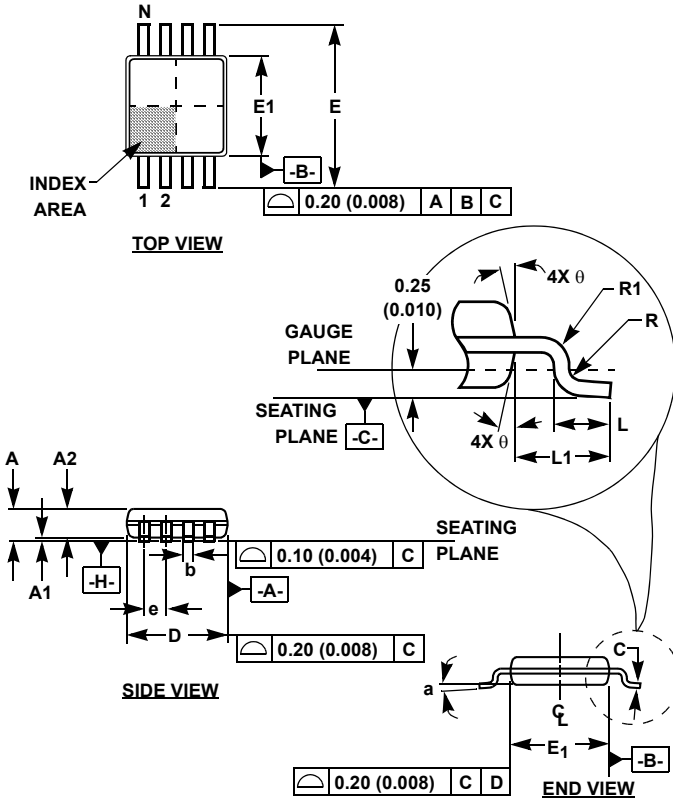 N
E1
E
-B-
INDEX
AREA
1 2
0.20 (0.008) A B C
TOP VIEW
0.25
(0.010)
4X θ
R1
R
GAUGE
PLANE
SEATING
PLANE -C-
4X θ
L
L1
A A2
SEATING
PLANE
A1
-H-
b
0.10 (0.004) C
-A-
e
D
0.20 (0.008) C
SIDE VIEW
C
a
CL
E1
-B-
0.20 (0.008) C D
END VIEW